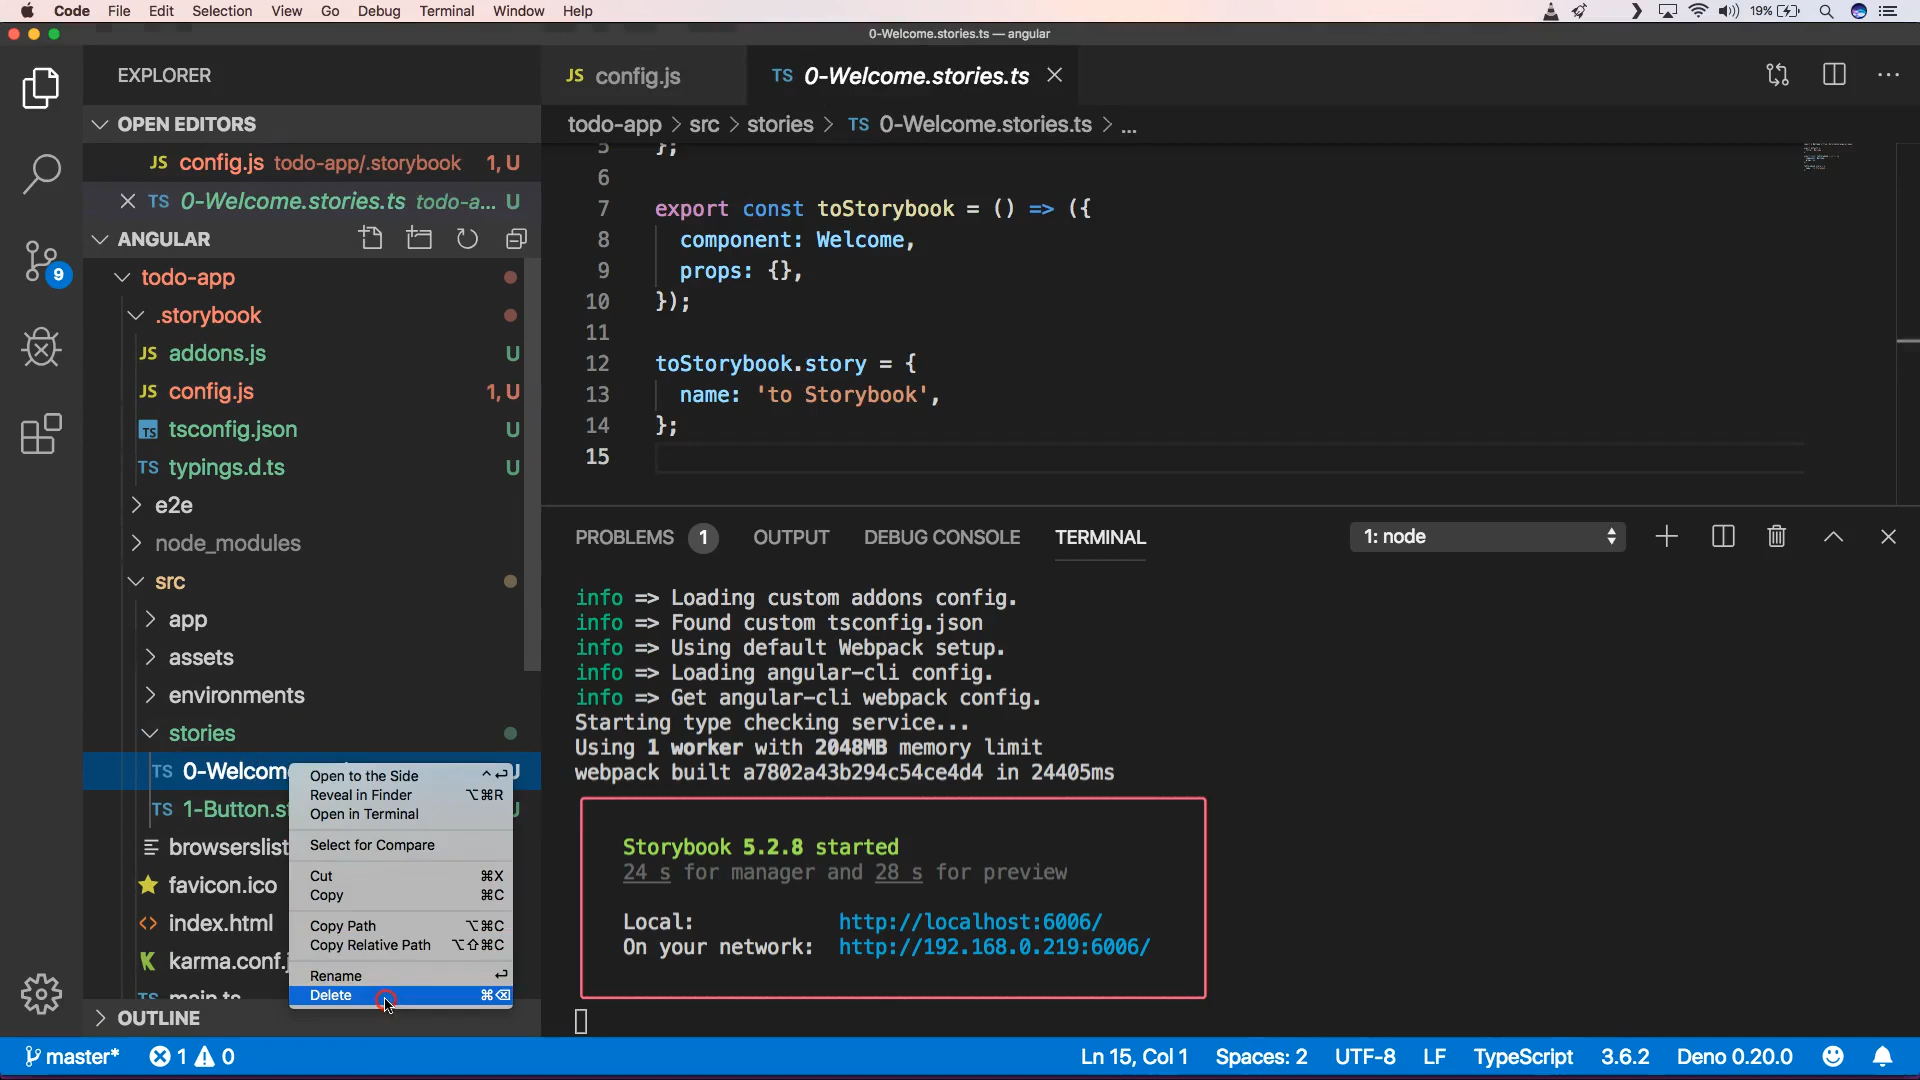 Code File Edit Selection View Go Debug Terminal Window Help 19%
0-Welcome.stories.ts — angular
EXPLORER
OPEN EDITORS
JS config.js todo-app/.storybook 1, U
TS 0-Welcome.stories.ts todo-a... U
ANGULAR
9
todo-app
.storybook
JS addons.js U
JS config.js 1, U
TS tsconfig.json U
TS typings.d.ts U
e2e
node_modules
src
app
assets
environments
stories
TS 0-Welcom
TS 1-Button.s
browserslist
favicon.ico
<> index.html
K karma.conf.j
TS main.ts
OUTLINE
Open to the Side ^⏎
Reveal in Finder ⌥⌘R
Open in Terminal
Select for Compare
Cut ⌘X
Copy ⌘C
Copy Path ⌥⌘C
Copy Relative Path ⌥⇧⌘C
Rename ⏎
Delete ⌘⌫
JS config.js
TS 0-Welcome.stories.ts
todo-app > src > stories > TS 0-Welcome.stories.ts > ...
5 };
6
7 export const toStorybook = () => ({
8 component: Welcome,
9 props: {},
10 });
11
12 toStorybook.story = {
13 name: 'to Storybook',
14 };
15
PROBLEMS 1 OUTPUT DEBUG CONSOLE TERMINAL 1: node
info => Loading custom addons config.
info => Found custom tsconfig.json
info => Using default Webpack setup.
info => Loading angular-cli config.
info => Get angular-cli webpack config.
Starting type checking service...
Using 1 worker with 2048MB memory limit
webpack built a7802a43b294c54ce4d4 in 24405ms
Storybook 5.2.8 started
24 s for manager and 28 s for preview
Local: http://localhost:6006/
On your network: http://192.168.0.219:6006/
master* 1 0 Ln 15, Col 1 Spaces: 2 UTF-8 LF TypeScript 3.6.2 Deno 0.20.0